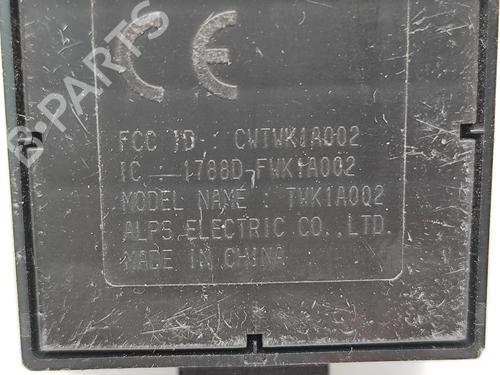 CE
FCC ID : CWTWK1A002
IC : 1788D-FWK1A002
MODEL NAME : TWK1A002
ALPS ELECTRIC CO.,LTD.
MADE IN CHINA
B-PARTS